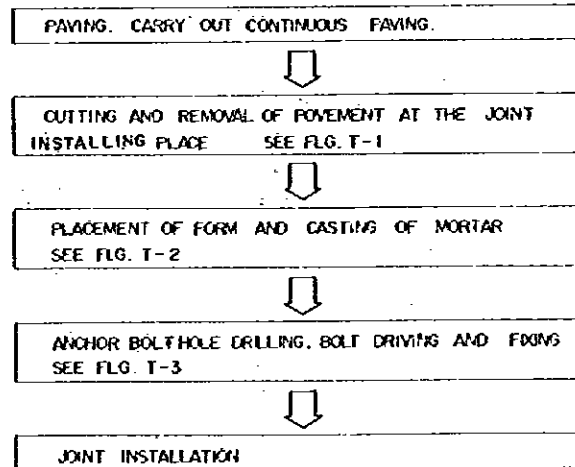 PAVING. CARRY OUT CONTINUOUS PAVING.
CUTTING AND REMOVAL OF POVEMENT AT THE JOINT
INSTALLING PLACE SEE FLG. T-1
PLACEMENT OF FORM AND CASTING OF MORTAR
SEE FLG. T-2
ANCHOR BOLTHOLE DRILLING. BOLT DRIVING AND FIXING
SEE FLG. T-3
JOINT INSTALLATION